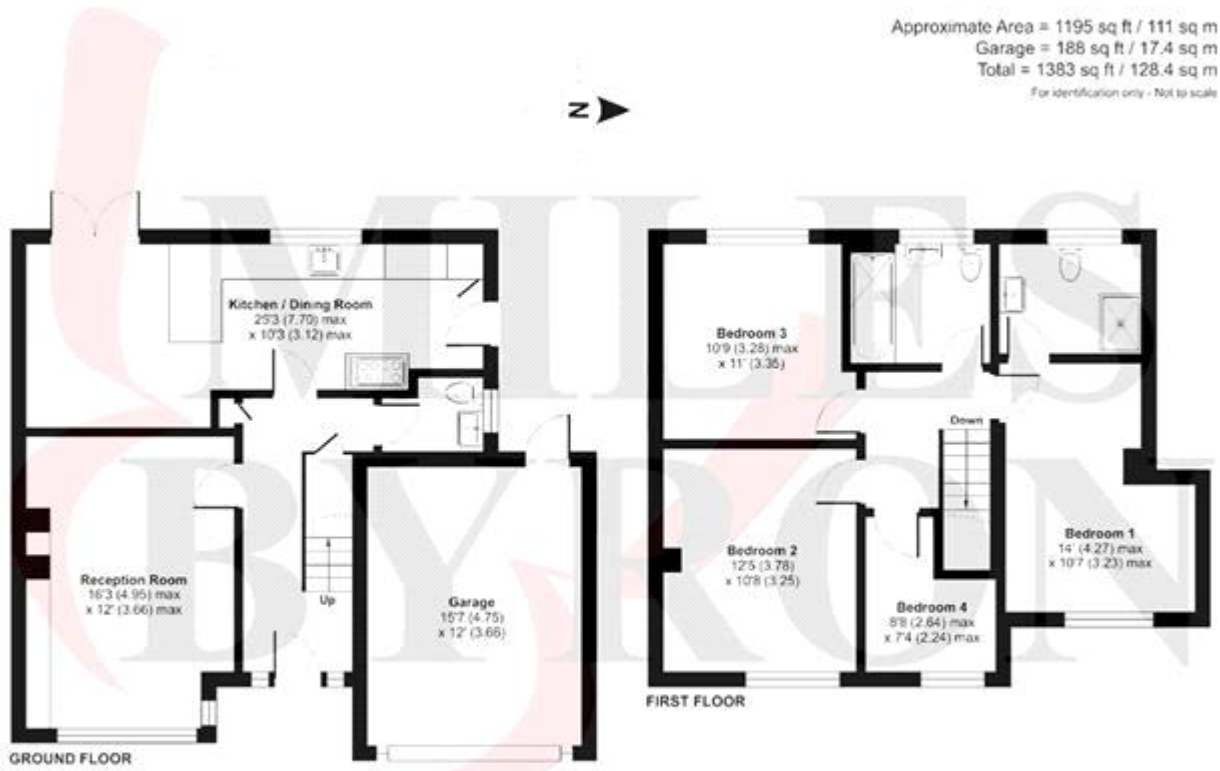 Approximate Area = 1195 sq ft / 111 sq m
Garage = 188 sq ft / 17.4 sq m
Total = 1383 sq ft / 128.4 sq m
For identification only - Not to scale
N
MILES
BYRON
Kitchen / Dining Room
25'3 (7.70) max
x 10'3 (3.12) max
Reception Room
16'3 (4.95) max
x 12' (3.66) max
Up
Garage
15'7 (4.75)
x 12' (3.66)
GROUND FLOOR
Bedroom 3
10'9 (3.28) max
x 11' (3.35)
Down
Bedroom 2
12'5 (3.78)
x 10'8 (3.25)
Bedroom 1
14' (4.27) max
x 10'7 (3.23) max
Bedroom 4
8'8 (2.64) max
x 7'4 (2.24) max
FIRST FLOOR